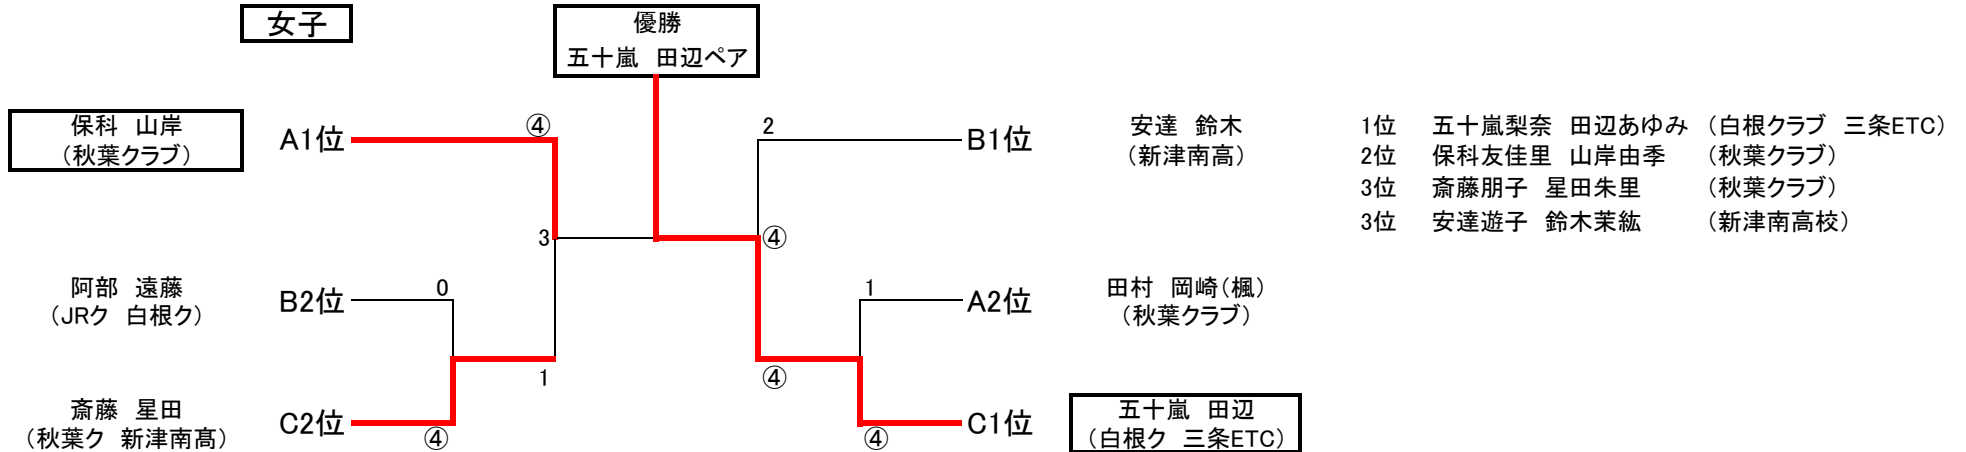 女子
優勝
五十嵐 田辺ペア
保科 山岸
（秋葉クラブ）
A1位
④
2
B1位
安達 鈴木
（新津南高）
1位 五十嵐梨奈 田辺あゆみ （白根クラブ 三条ETC）
2位 保科友佳里 山岸由季 （秋葉クラブ）
3位 斎藤朋子 星田朱里 （秋葉クラブ）
3位 安達遊子 鈴木茉紘 （新津南高校）
3
④
阿部 遠藤
（JRク 白根ク）
B2位
0
1
A2位
田村 岡崎（楓）
（秋葉クラブ）
1
④
斎藤 星田
（秋葉ク 新津南高）
C2位
④
④
C1位
五十嵐 田辺
（白根ク 三条ETC）